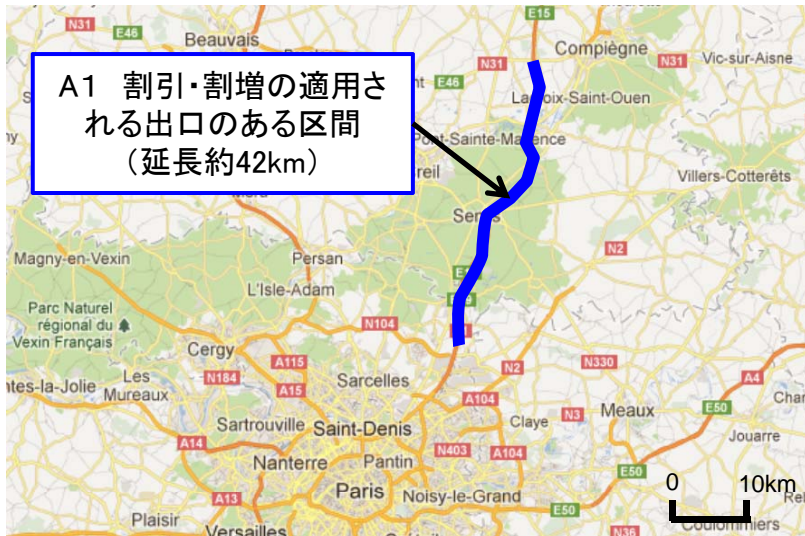 E15
N31
E46
Beauvais
Compiègne
N31
N31
Vic-sur-Aisne
A1 割引・割増の適用さ
れる出口のある区間
(延長約42km)
E46
Lacroix-Saint-Ouen
Pont-Sainte-Maxence
Villers-Cotterêts
N2
Magny-en-Vexin
Persan
L'Isle-Adam
Parc Naturel
régional du
Vexin Français
N104
Cergy
A115
N330
N2
A4
Les
Mureaux
N184
A15
Sarcelles
A104
E50
Sartrouville
Saint-Denis
Claye
N3
Meaux
Jouarre
A14
N403
A104
Nanterre
Pantin
E50
Paris
Noisy-le-Grand
A13
E50
0 10km
Plaisir
Versailles
N36
Coulommiers